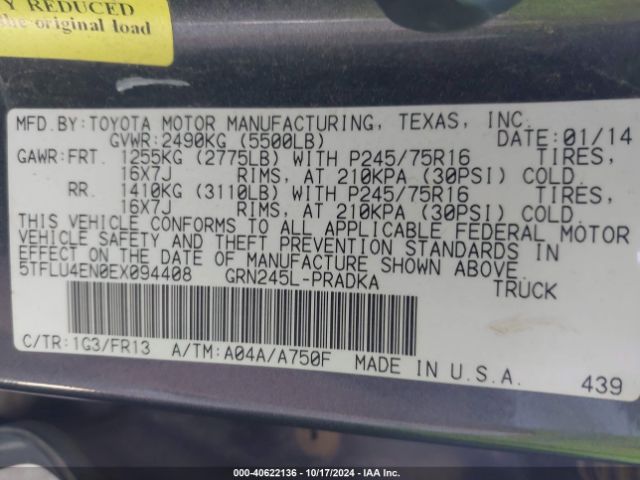 Y REDUCED
he original load
MFD.BY:TOYOTA MOTOR MANUFACTURING, TEXAS, INC.
GVWR:2490KG (5500LB) DATE:01/14
GAWR:FRT. 1255KG (2775LB) WITH P245/75R16 TIRES,
16X7J RIMS, AT 210KPA (30PSI) COLD
RR. 1410KG (3110LB) WITH P245/75R16 TIRES,
16X7J RIMS, AT 210KPA (30PSI) COLD
THIS VEHICLE CONFORMS TO ALL APPLICABLE FEDERAL MOTOR
VEHICLE SAFETY AND THEFT PREVENTION STANDARDS IN
EFFECT ON THE DATE OF MANUFACTURE SHOWN ABOVE.
5TFLU4EN0EX094408 GRN245L-PRADKA TRUCK
C/TR:1G3/FR13 A/TM:A04A/A750F MADE IN U.S.A.
439
000-40622136 - 10/17/2024 - IAA Inc.